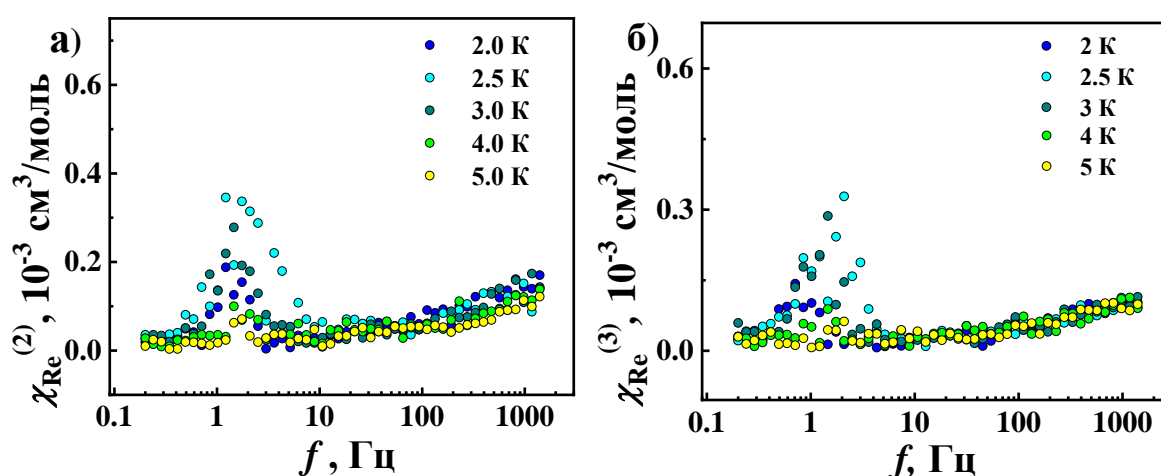 а)
2.0 К
2.5 К
3.0 К
4.0 К
5.0 К
χRe(2), 10-3 см3/моль
0.6
0.4
0.2
0.0
0.1 1 10 100 1000
f , Гц
б)
2 К
2.5 К
3 К
4 К
5 К
χRe(3), 10-3 см3/моль
0.6
0.3
0.0
0.1 1 10 100 1000
f, Гц